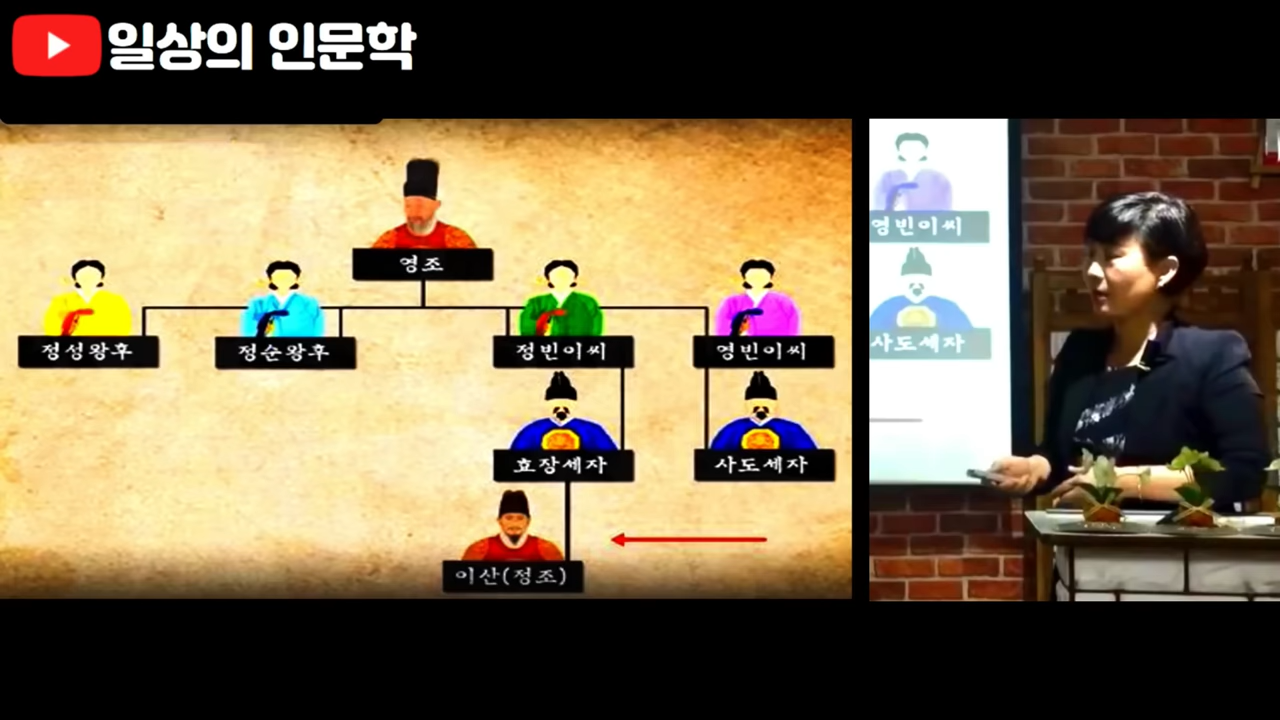 일상의 인문학
영조
정성왕후
정순왕후
정빈이씨
영빈이씨
효장세자
사도세자
이산(정조)
영빈이씨
사도세자